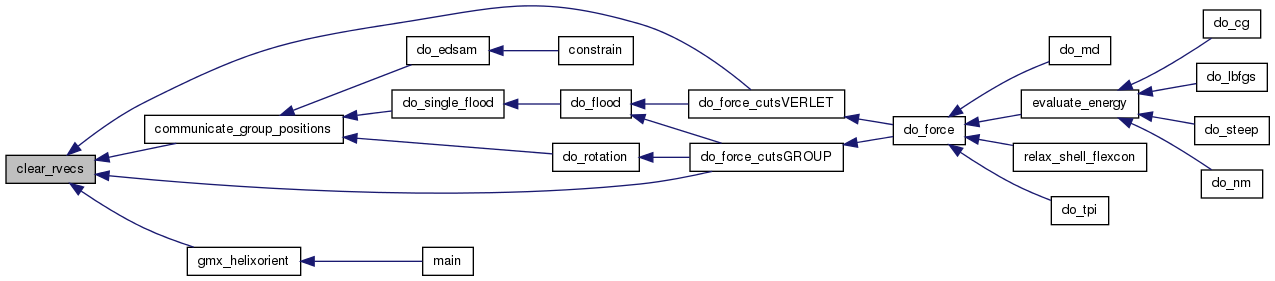 do_cg
do_edsam
constrain
do_md
do_lbfgs
do_single_flood
do_flood
do_force_cutsVERLET
evaluate_energy
communicate_group_positions
do_force
do_steep
clear_rvecs
do_rotation
do_force_cutsGROUP
relax_shell_flexcon
do_nm
do_tpi
gmx_helixorient
main